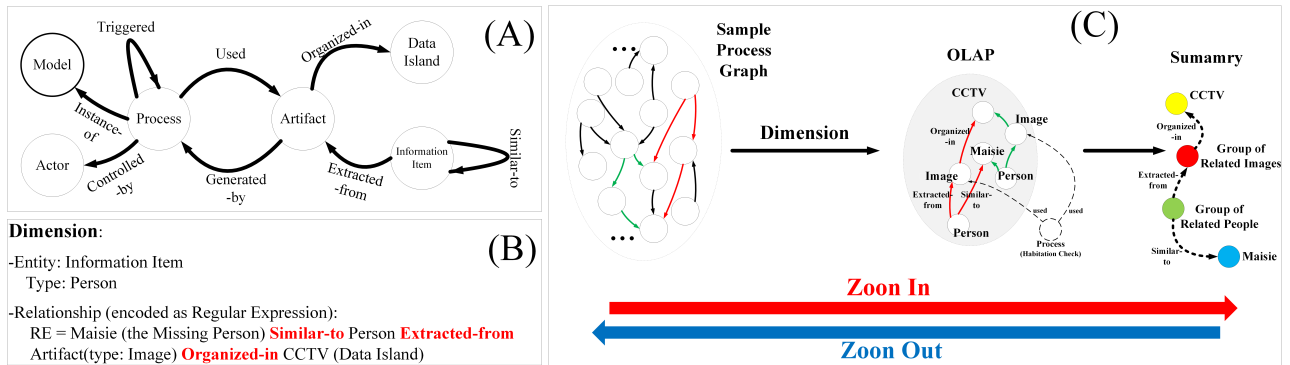 (A)
Triggered
Model
Used
Organized-in
Data
Island
Process
Artifact
Instance-
of
Actor
Controlled
-by
Generated
-by
Extracted
-from
Information
Item
Similar-to
(B)
Dimension:
-Entity: Information Item
Type: Person
-Relationship (encoded as Regular Expression):
RE = Maisie (the Missing Person) Similar-to Person Extracted-from
Artifact(type: Image) Organized-in CCTV (Data Island)
(C)
Sample
Process
Graph
Dimension
OLAP
CCTV
Image
Organized
-in
Maisie
Image
Person
Extracted-
from
Similar-
to
Person
used
used
Process
(Habitation Check)
Sumamry
CCTV
Organized
-in
Group of
Related Images
Extracted-
from
Group of
Related People
Similar-
to
Maisie
Zoon In
Zoon Out